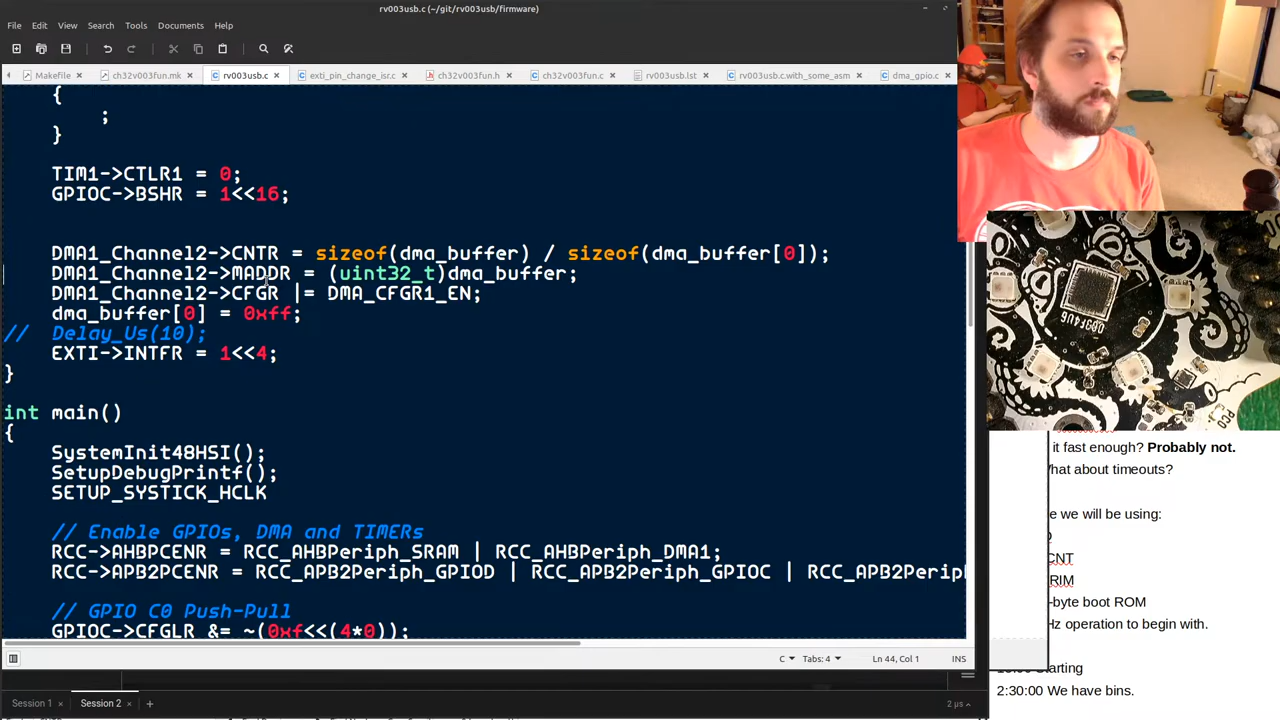 rv003usb.c (~/git/rv003usb/firmware)
File Edit View Search Tools Documents Help
Makefile × ch32v003fun.mk × rv003usb.c × exti_pin_change_isr.c × ch32v003fun.h × ch32v003fun.c × rv003usb.lst × rv003usb.c.with_some_asm × dma_gpio.c ×
{
;
}
TIM1->CTLR1 = 0;
GPIOC->BSHR = 1<<16;
DMA1_Channel2->CNTR = sizeof(dma_buffer) / sizeof(dma_buffer[0]);
DMA1_Channel2->MADDR = (uint32_t)dma_buffer;
DMA1_Channel2->CFGR |= DMA_CFGR1_EN;
dma_buffer[0] = 0xff;
// Delay_Us(10);
EXTI->INTFR = 1<<4;
}
int main()
{
SystemInit48HSI();
SetupDebugPrintf();
SETUP_SYSTICK_HCLK
// Enable GPIOs, DMA and TIMERs
RCC->AHBPCENR = RCC_AHBPeriph_SRAM | RCC_AHBPeriph_DMA1;
RCC->APB2PCENR = RCC_APB2Periph_GPIOD | RCC_APB2Periph_GPIOC | RCC_APB2Periph
// GPIO C0 Push-Pull
GPIOC->CFGLR &= ~(0xf<<(4*0));
C Tabs: 4 Ln 44, Col 1 INS
Session 1 × Session 2 × +
2 µs
it fast enough? Probably not.
hat about timeouts?
e we will be using:
CNT
RIM
-byte boot ROM
Hz operation to begin with.
Starting
2:30:00 We have bins.